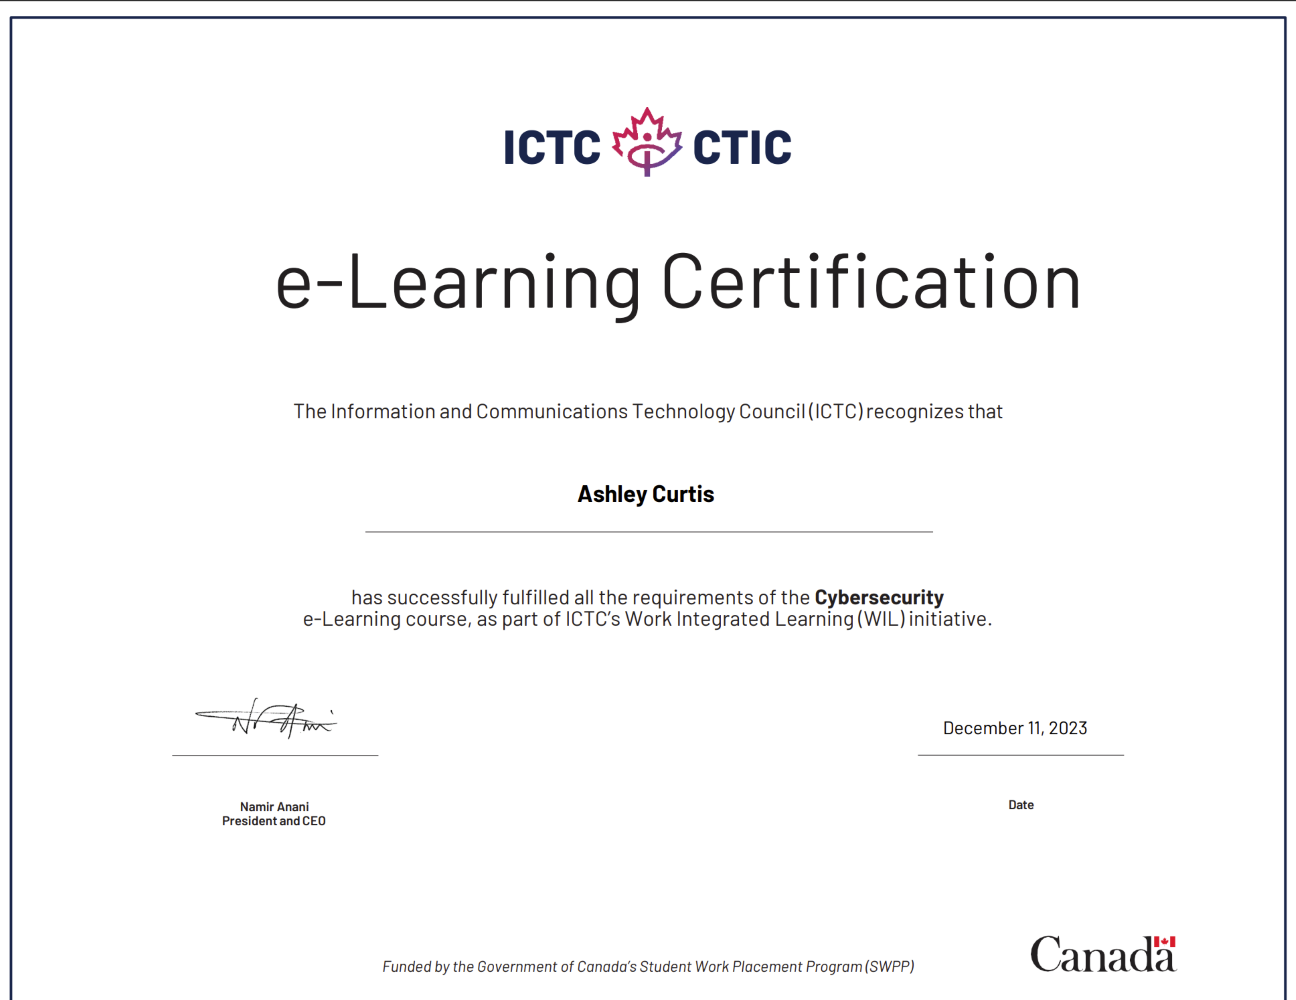 ICTC CTIC
e-Learning Certification
The Information and Communications Technology Council (ICTC) recognizes that
Ashley Curtis
has successfully fulfilled all the requirements of the Cybersecurity
e-Learning course, as part of ICTC's Work Integrated Learning (WIL) initiative.
December 11, 2023
Namir Anani
President and CEO
Date
Funded by the Government of Canada's Student Work Placement Program (SWPP)
Canada